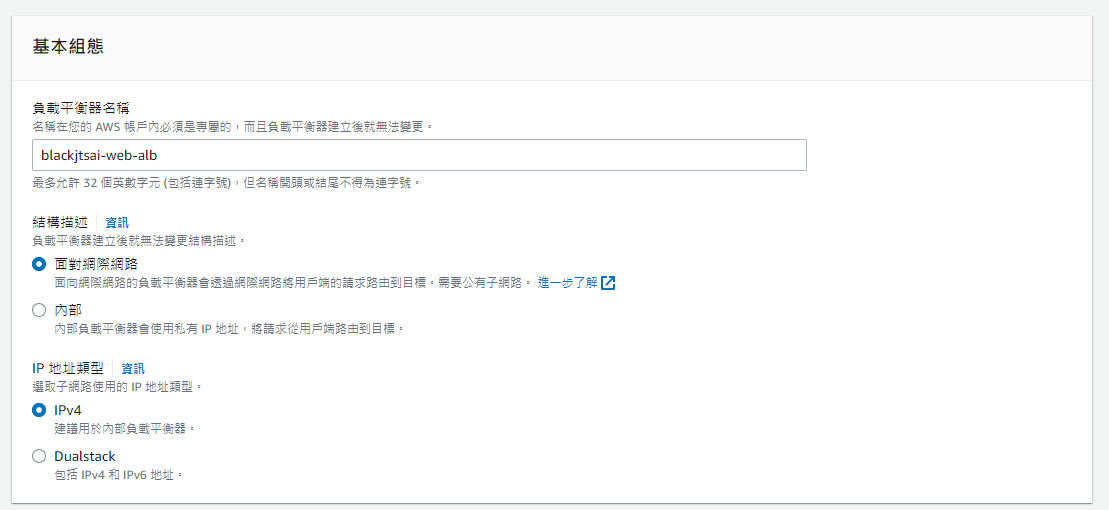 基本組態
負載平衡器名稱
名稱在您的 AWS 帳戶內必須是專屬的，而且負載平衡器建立後就無法變更。
blackjtsai-web-alb
最多允許 32 個英數字元 (包括連字號)，但名稱開頭或結尾不得為連字號。
結構描述 資訊
負載平衡器建立後就無法變更結構描述。
面對網際網路
面向網際網路的負載平衡器會透過網際網路將用戶端的請求路由到目標。需要公有子網路。 進一步了解
內部
內部負載平衡器會使用私有 IP 地址，將請求從用戶端路由到目標。
IP 地址類型 資訊
選取子網路使用的 IP 地址類型。
IPv4
建議用於內部負載平衡器。
Dualstack
包括 IPv4 和 IPv6 地址。